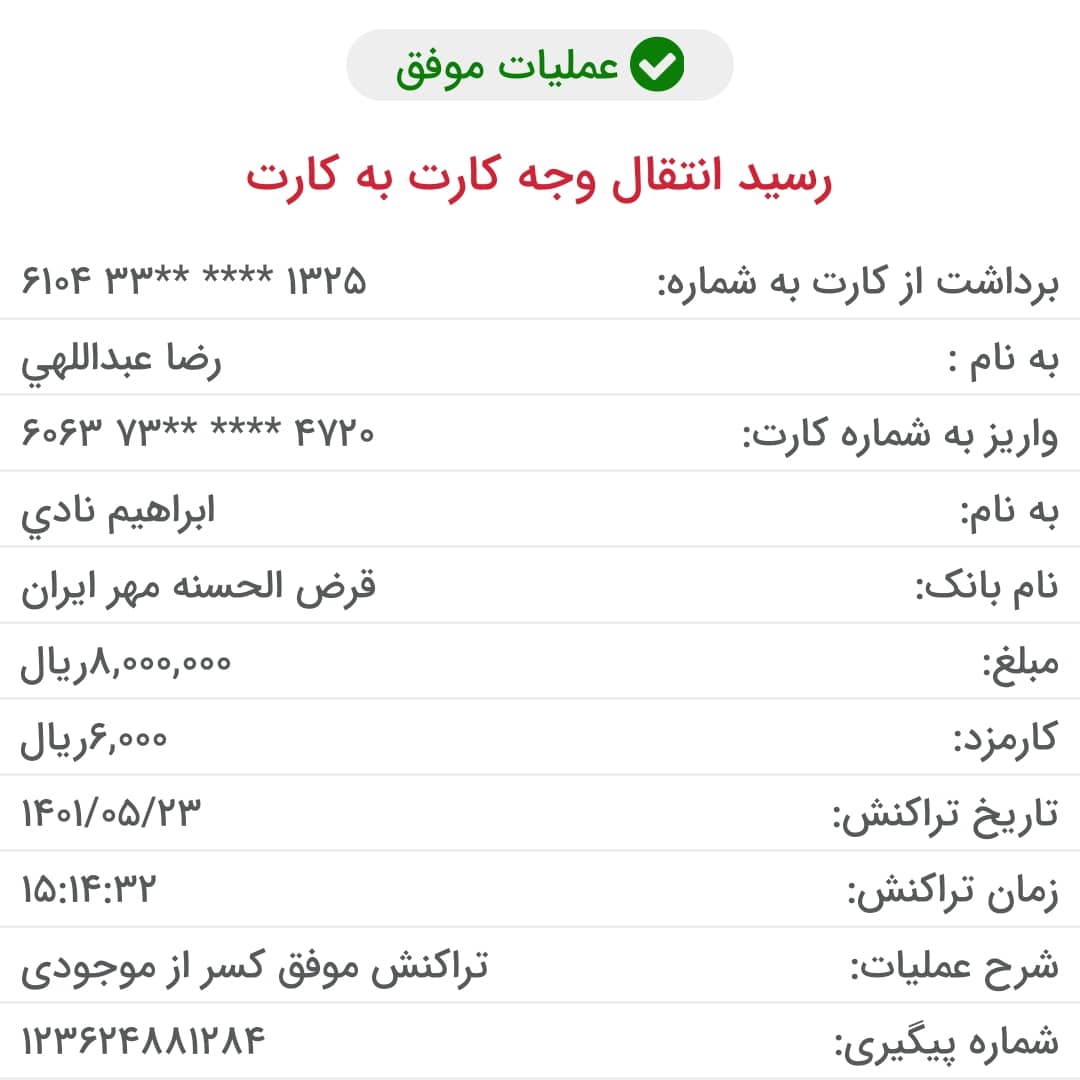 عملیات موفق
رسید انتقال وجه کارت به کارت
برداشت از کارت به شماره: ۶۱۰۴ ۳۳** **** ۱۳۲۵
به نام : رضا عبداللهي
واریز به شماره کارت: ۶۰۶۳ ۷۳** **** ۴۷۲۰
به نام: ابراهیم نادي
نام بانک: قرض الحسنه مهر ایران
مبلغ: ۸,۰۰۰,۰۰۰ریال
کارمزد: ۶,۰۰۰ریال
تاریخ تراکنش: ۱۴۰۱/۰۵/۲۳
زمان تراکنش: ۱۵:۱۴:۳۲
شرح عملیات: تراکنش موفق کسر از موجودی
شماره پیگیری: ۱۲۳۶۲۴۸۸۱۲۸۴